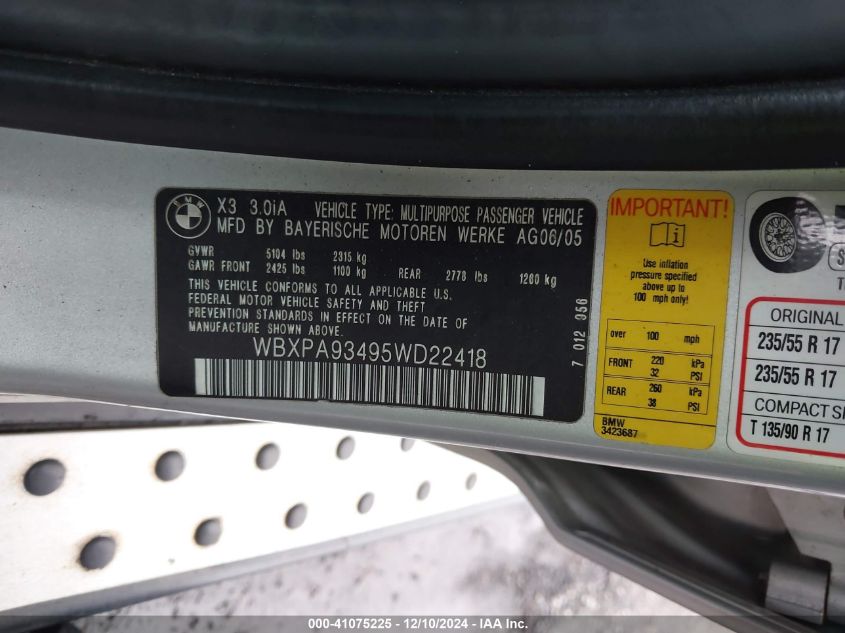 BMW
X3 3.0iA VEHICLE TYPE: MULTIPURPOSE PASSENGER VEHICLE
MFD BY BAYERISCHE MOTOREN WERKE AG06/05
GVWR 5104 lbs 2315 kg
GAWR FRONT 2425 lbs 1100 kg REAR 2778 lbs 1260 kg
THIS VEHICLE CONFORMS TO ALL APPLICABLE U.S.
FEDERAL MOTOR VEHICLE SAFETY AND THEFT
PREVENTION STANDARDS IN EFFECT ON THE DATE OF
MANUFACTURE SHOWN ABOVE.
WBXPA93495WD22418
7 012 956
IMPORTANT!
Use inflation
pressure specified
above up to
100 mph only!
over 100 mph
FRONT 220 kPa
32 PSI
REAR 260 kPa
38 PSI
BMW
3423687
ORIGINAL
235/55 R 17
235/55 R 17
COMPACT
T 135/90 R 17
000-41075225 - 12/10/2024 - IAA Inc.